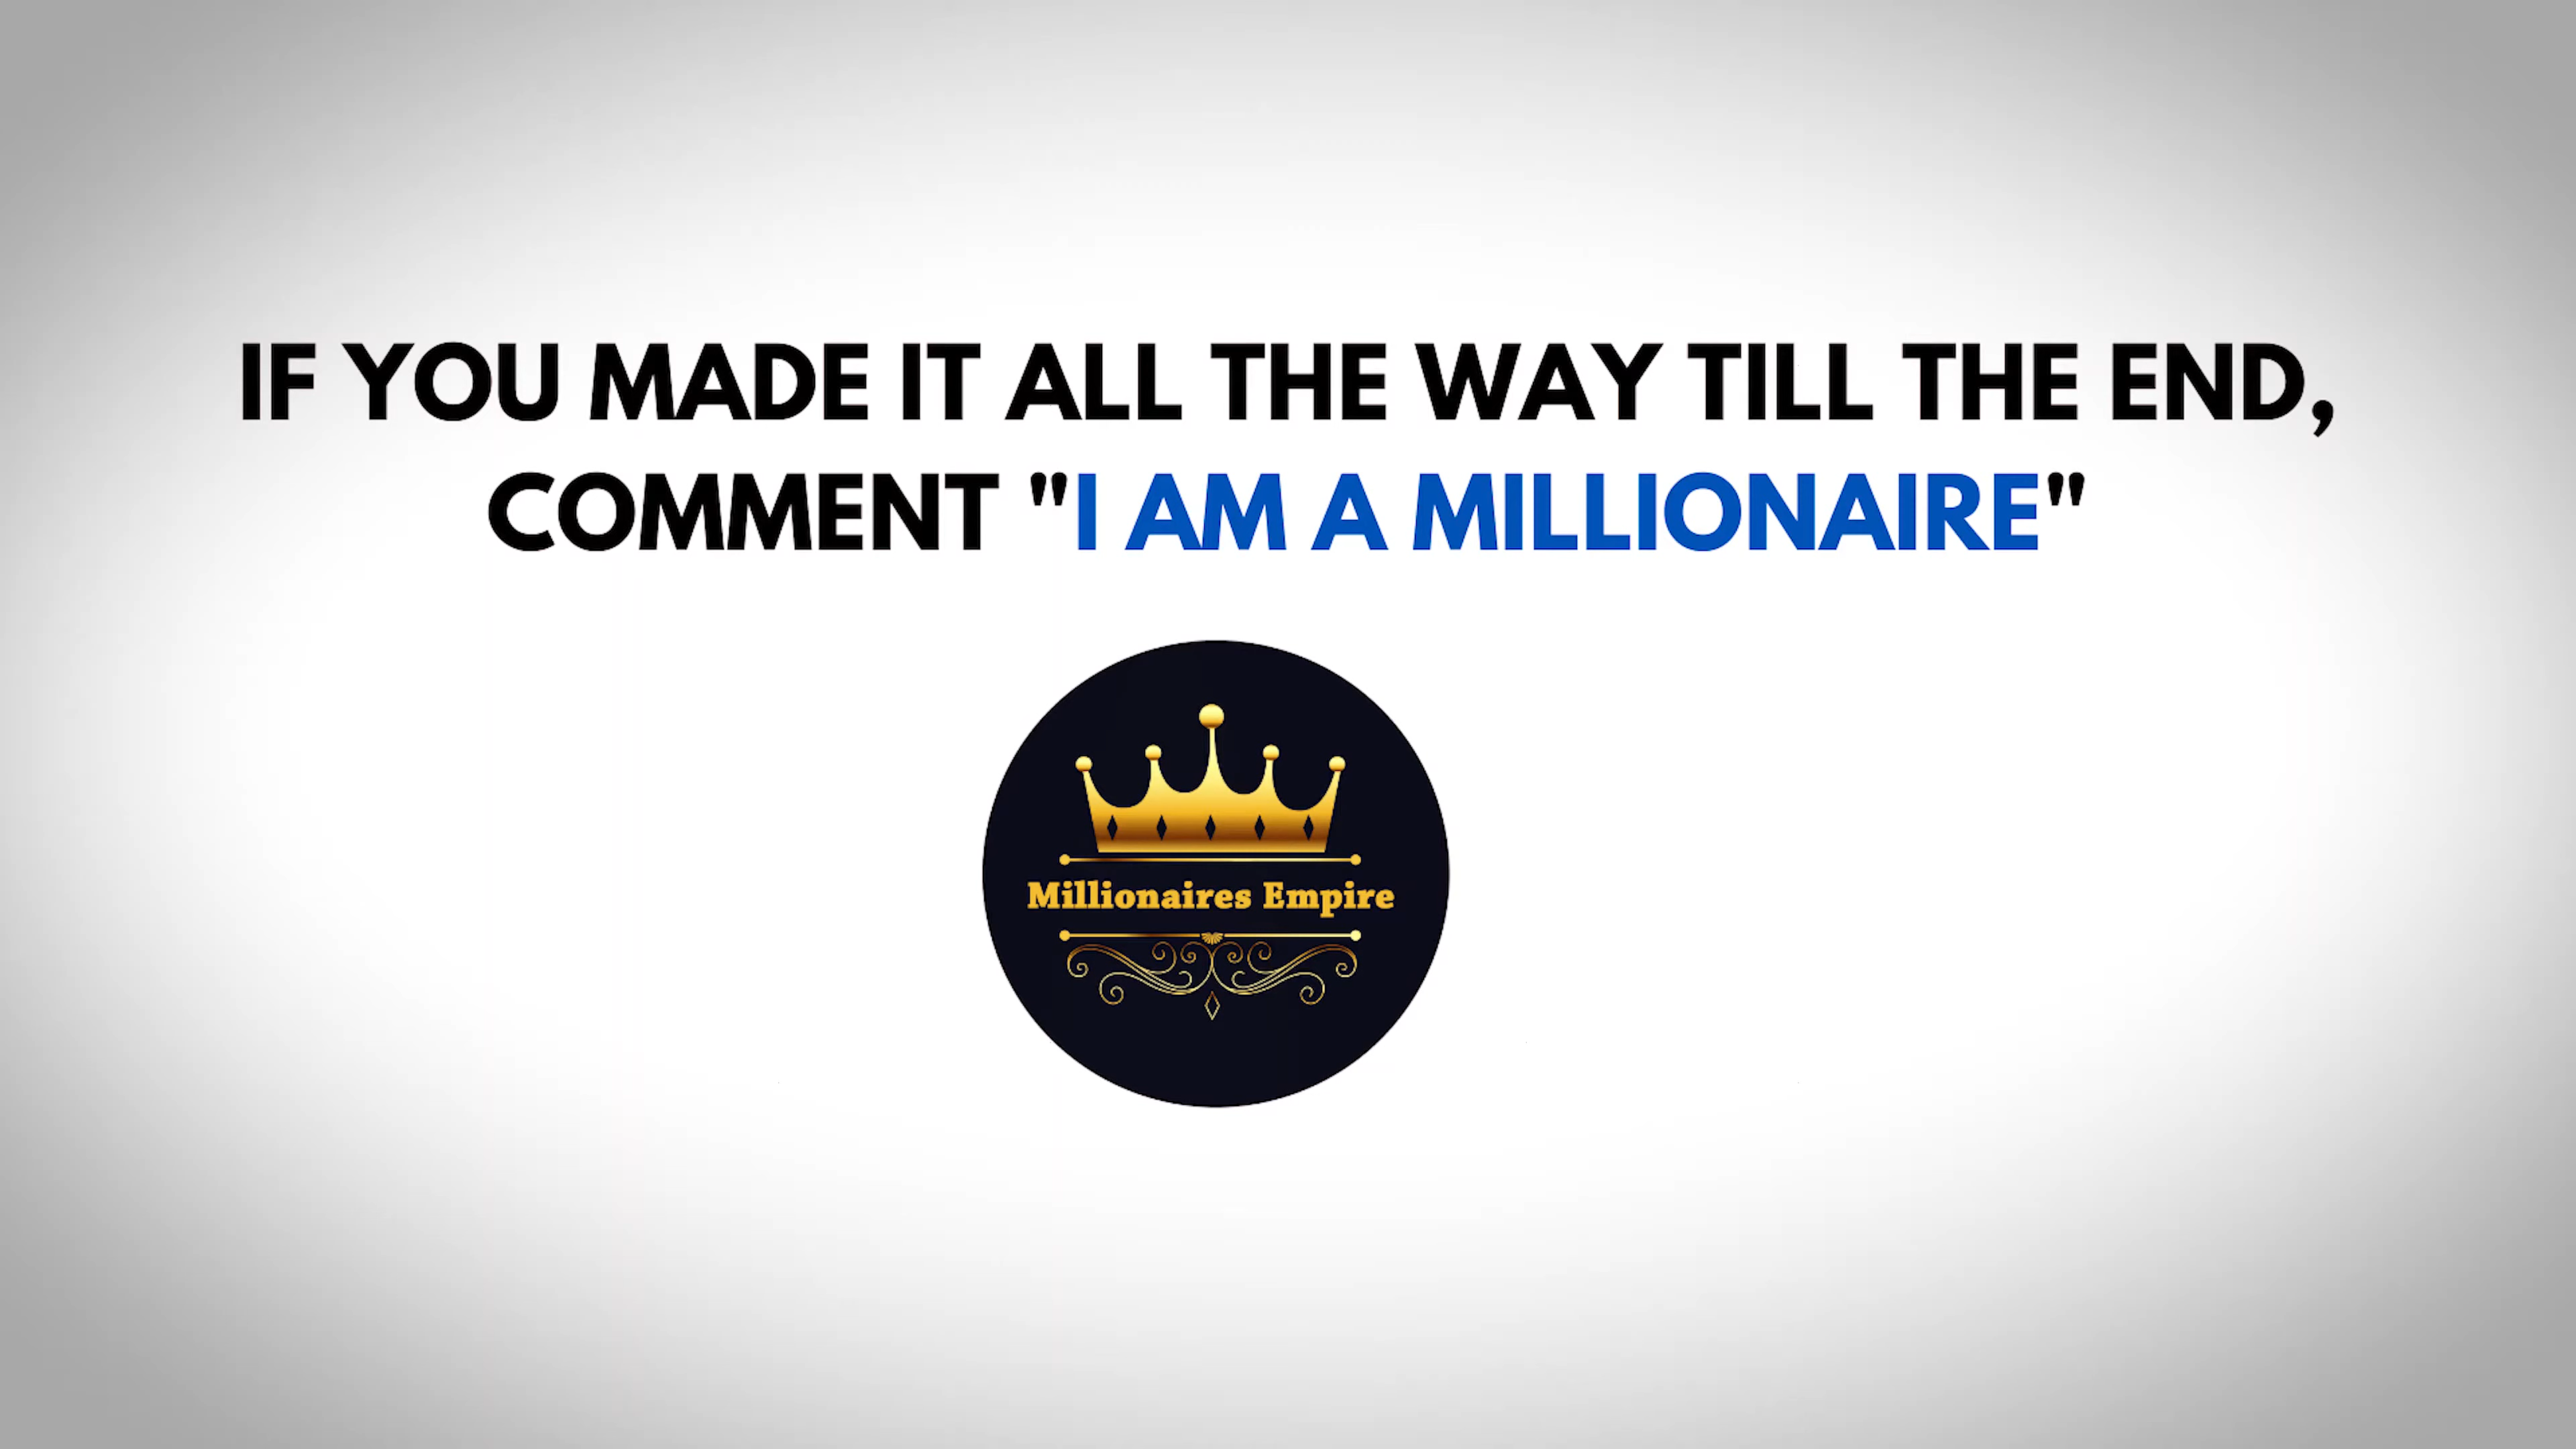 IF YOU MADE IT ALL THE WAY TILL THE END,
COMMENT "I AM A MILLIONAIRE"
Millionaires Empire